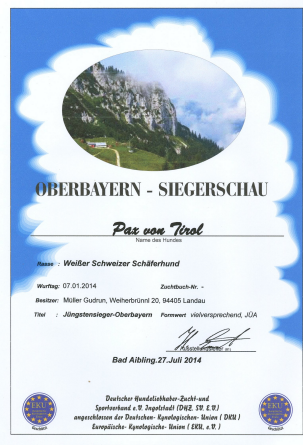 OBERBAYERN - SIEGERSCHAU
Pax von Tirol
Name des Hundes
Rasse : Weißer Schweizer Schäferhund
Wurftag: 07.01.2014 Zuchtbuch-Nr. -
Besitzer: Müller Gudrun, Weiherbrünnl 20, 94405 Landau
Titel : Jüngstensieger-Oberbayern Formwert vielversprechend, JÜA
Bad Aibling.27.Juli 2014
Deutscher Hundeliebhaber-Zucht-und
Sportverband e.V. Ingolstadt (DHZ. SV. E.V.)
angeschlossen der Deutschen- Kynologischen- Union ( DKU )
Europäische- Kynologische- Union ( EKU, e.V. )
EKU
EKU